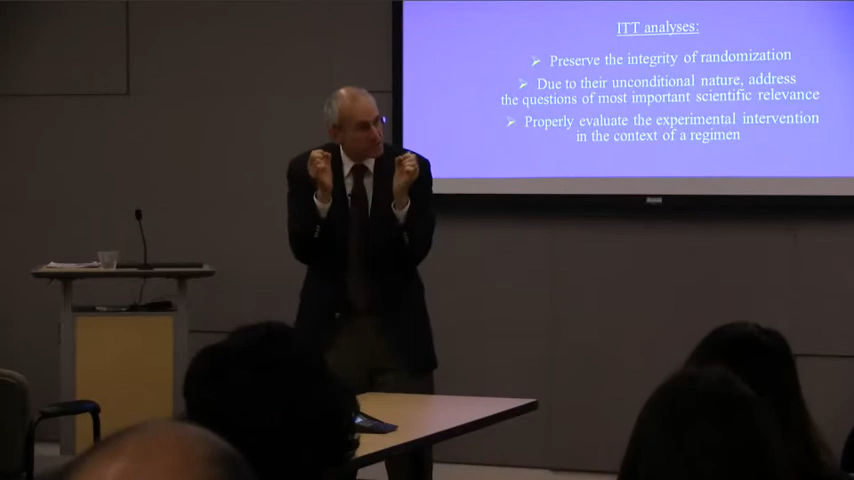 ITT analyses:
➢ Preserve the integrity of randomization
➢ Due to their unconditional nature, address
the questions of most important scientific relevance
➢ Properly evaluate the experimental intervention
in the context of a regimen